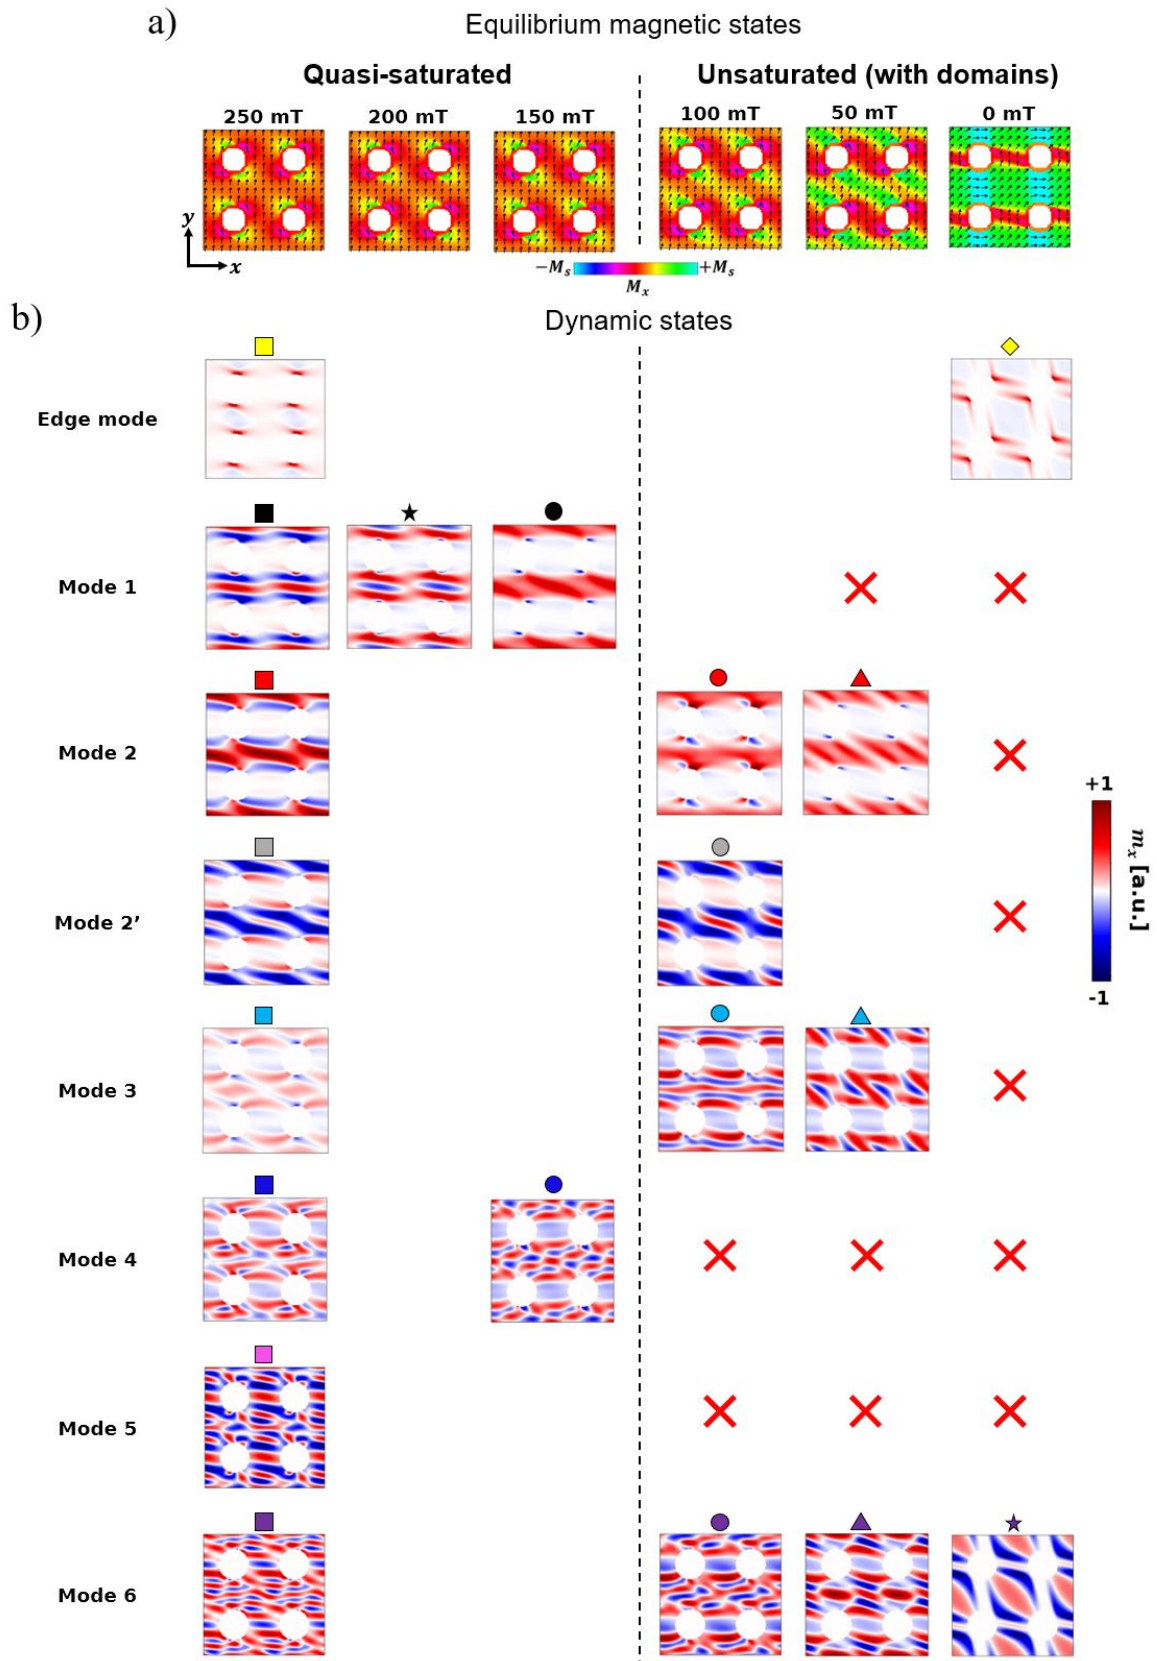 a)
Equilibrium magnetic states
Quasi-saturated
Unsaturated (with domains)
250 mT
200 mT
150 mT
100 mT
50 mT
0 mT
y
x
−Ms
+Ms
Mx
b)
Dynamic states
Edge mode
Mode 1
Mode 2
Mode 2’
Mode 3
Mode 4
Mode 5
Mode 6
+1
mx [a.u.]
-1